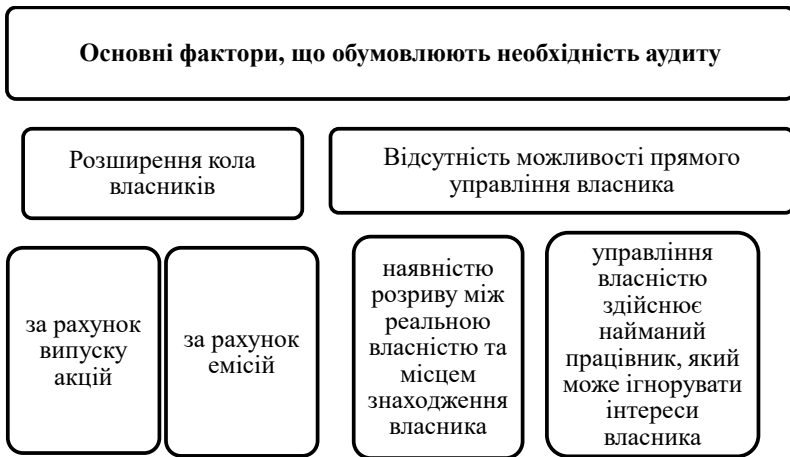 Основні фактори, що обумовлюють необхідність аудиту
Розширення кола
власників
Відсутність можливості прямого
управління власника
за рахунок
випуску
акцій
за рахунок
емісій
наявністю
розриву між
реальною
власністю та
місцем
знаходження
власника
управління
власністю
здійснює
найманий
працівник, який
може ігнорувати
інтереси
власника